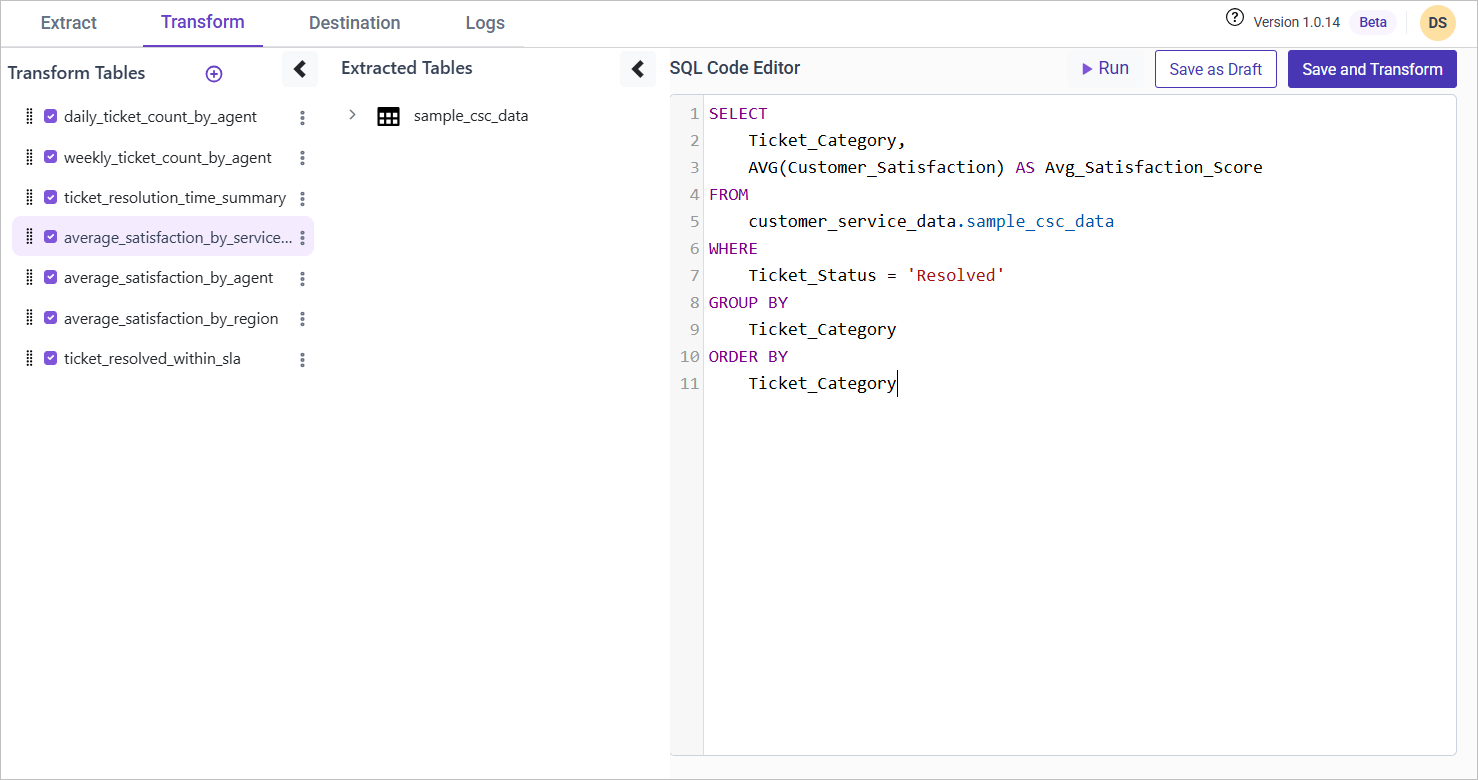 Extract Transform Destination Logs
Version 1.0.14 Beta DS
Transform Tables
daily_ticket_count_by_agent
weekly_ticket_count_by_agent
ticket_resolution_time_summary
average_satisfaction_by_service...
average_satisfaction_by_agent
average_satisfaction_by_region
ticket_resolved_within_sla
Extracted Tables
sample_csc_data
SQL Code Editor Run Save as Draft Save and Transform
1 SELECT
2     Ticket_Category,
3     AVG(Customer_Satisfaction) AS Avg_Satisfaction_Score
4 FROM
5     customer_service_data.sample_csc_data
6 WHERE
7     Ticket_Status = 'Resolved'
8 GROUP BY
9     Ticket_Category
10 ORDER BY
11     Ticket_Category